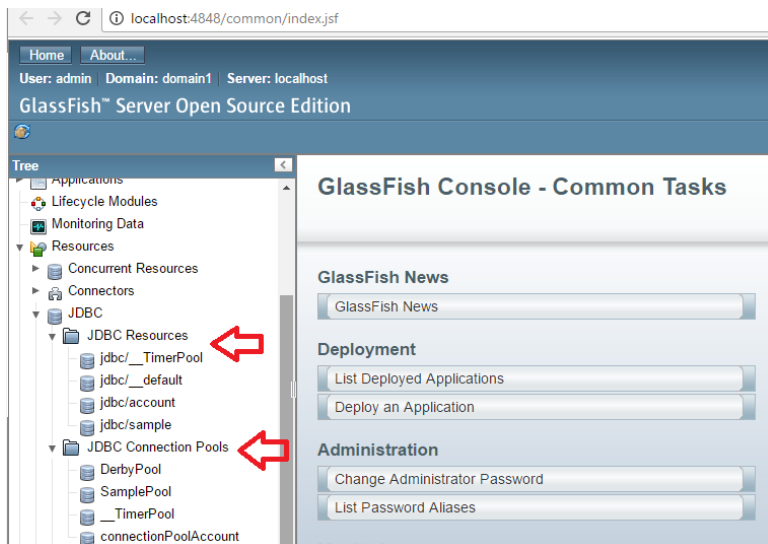 localhost:4848/common/index.jsf
Home About...
User: admin Domain: domain1 Server: localhost
GlassFish™ Server Open Source Edition
Tree
Applications
Lifecycle Modules
Monitoring Data
Resources
Concurrent Resources
Connectors
JDBC
JDBC Resources
jdbc/__TimerPool
jdbc/__default
jdbc/account
jdbc/sample
JDBC Connection Pools
DerbyPool
SamplePool
__TimerPool
connectionPoolAccount
GlassFish Console - Common Tasks
GlassFish News
GlassFish News
Deployment
List Deployed Applications
Deploy an Application
Administration
Change Administrator Password
List Password Aliases